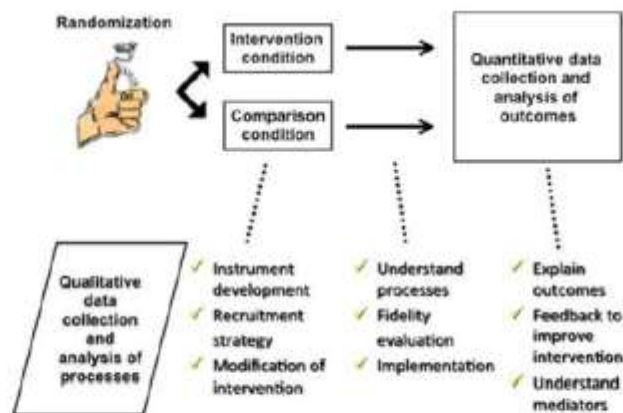 Randomization
Intervention
condition
Comparison
condition
Quantitative data
collection and
analysis of
outcomes
Qualitative
data
collection
and
analysis of
processes
✓ Instrument
development
✓ Recruitment
strategy
✓ Modification of
intervention
✓ Understand
processes
✓ Fidelity
evaluation
✓ Implementation
✓ Explain
outcomes
✓ Feedback to
improve
intervention
✓ Understand
mediators